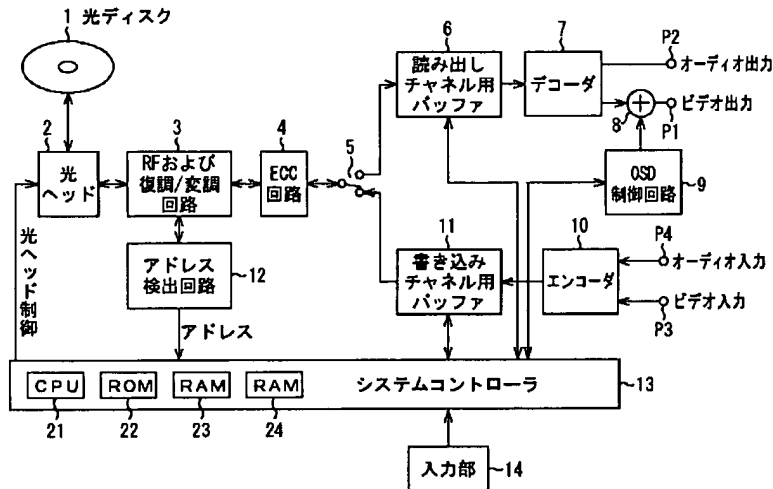 1 光ディスク
2
光
ヘッド
3
RFおよび
復調/変調
回路
4
ECC
回路
5
6
読み出し
チャネル用
バッファ
7
デコーダ
P2
オーディオ出力
8
ビデオ出力
P1
OSD
制御回路
9
10
エンコーダ
P4
オーディオ入力
ビデオ入力
P3
11
書き込み
チャネル用
バッファ
アドレス
検出回路
12
アドレス
光ヘッド制御
CPU
ROM
RAM
RAM
システムコントローラ
13
21
22
23
24
入力部
14